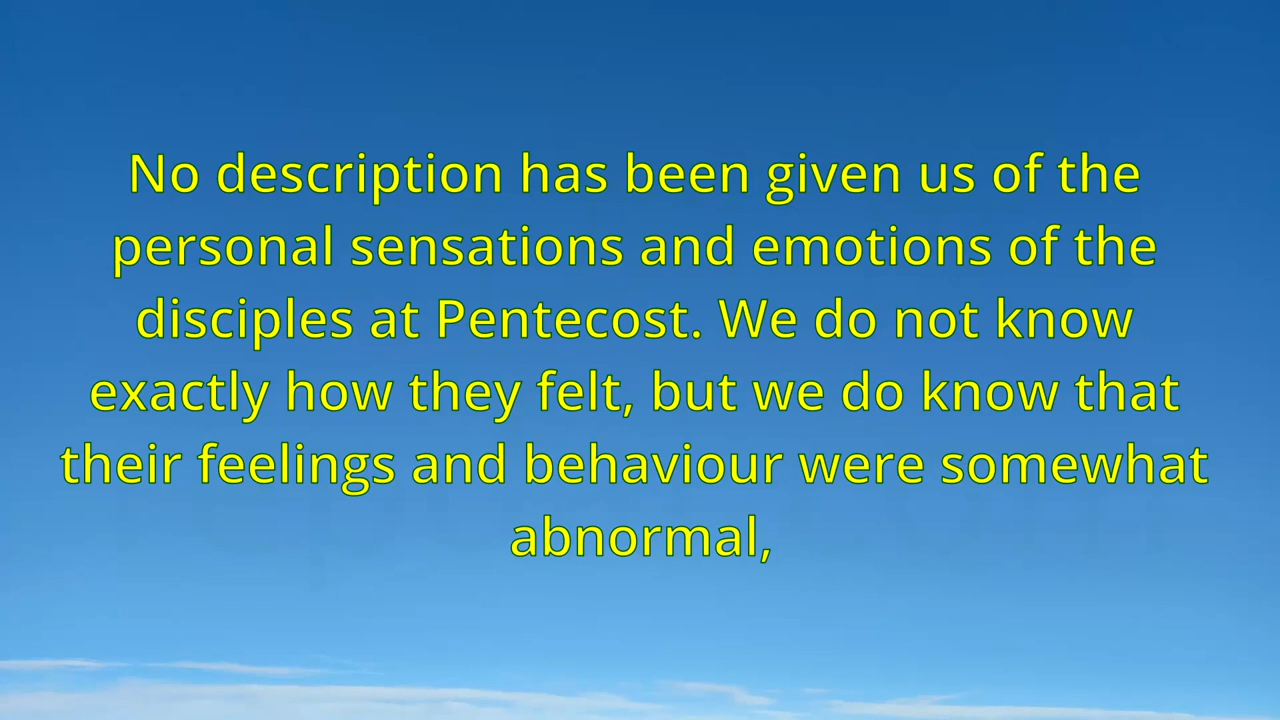 No description has been given us of the
personal sensations and emotions of the
disciples at Pentecost. We do not know
exactly how they felt, but we do know that
their feelings and behaviour were somewhat
abnormal,